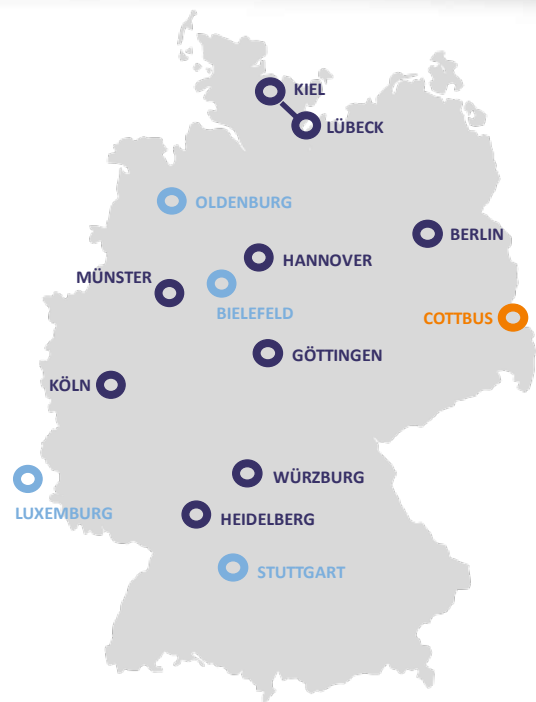 KIEL
LÜBECK
OLDENBURG
BERLIN
HANNOVER
MÜNSTER
BIELEFELD
COTTBUS
GÖTTINGEN
KÖLN
WÜRZBURG
LUXEMBURG
HEIDELBERG
STUTTGART